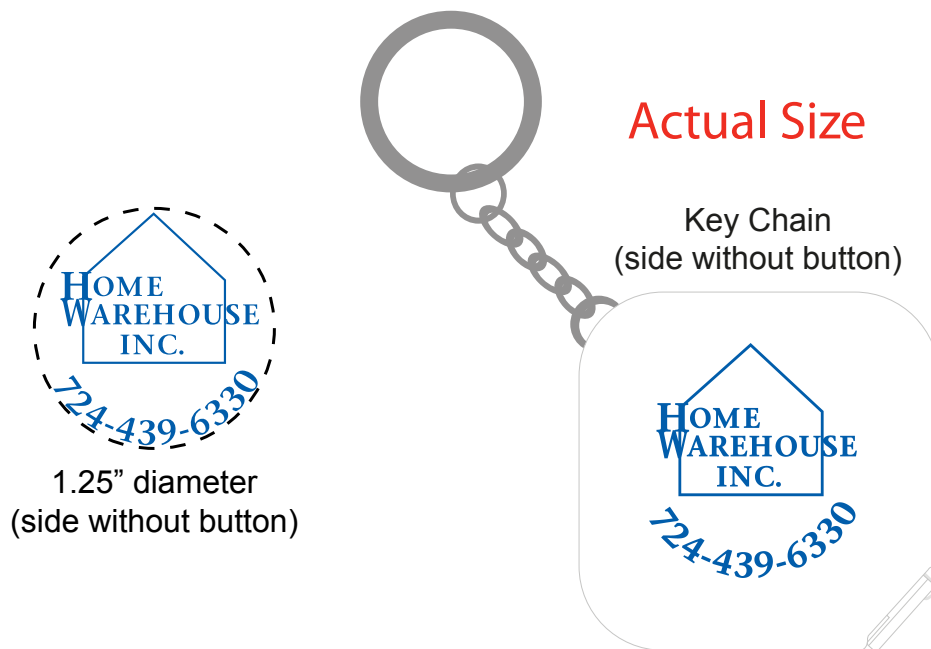 Actual Size
Key Chain
(side without button)
HOME
WAREHOUSE
INC.
724-439-6330
1.25” diameter
(side without button)
HOME
WAREHOUSE
INC.
724-439-6330